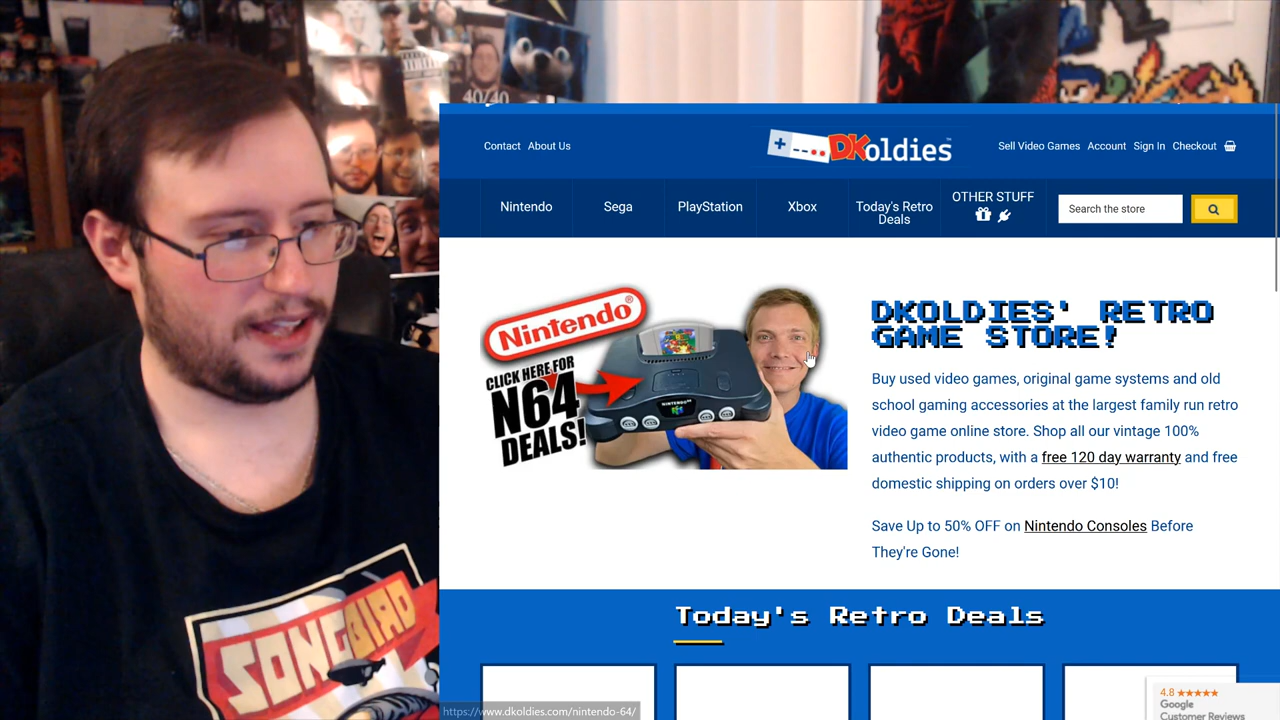 40/40
Contact About Us
DKoldies
Sell Video Games Account Sign In Checkout
Nintendo
Sega
PlayStation
Xbox
Today's Retro
Deals
OTHER STUFF
Search the store
Nintendo®
CLICK HERE FOR
N64
DEALS!
NINTENDO 64
DKOLDIES' RETRO
GAME STORE!
Buy used video games, original game systems and old
school gaming accessories at the largest family run retro
video game online store. Shop all our vintage 100%
authentic products, with a free 120 day warranty and free
domestic shipping on orders over $10!
Save Up to 50% OFF on Nintendo Consoles Before
They're Gone!
Today's Retro Deals
SONGBIRD
4.8 ★★★★★
Google
Customer Reviews
https://www.dkoldies.com/nintendo-64/